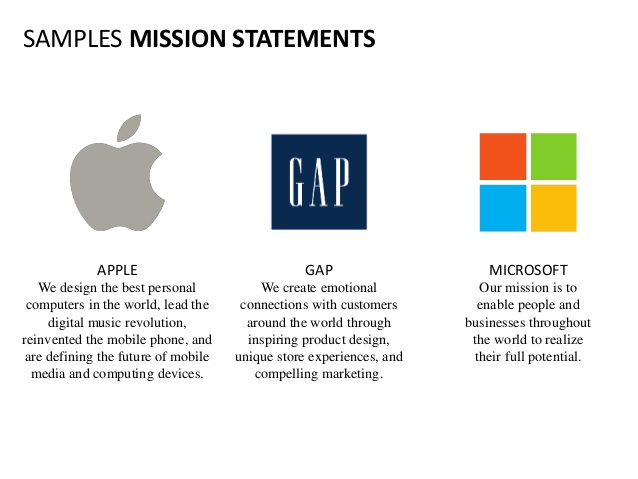 SAMPLES MISSION STATEMENTS
GAP
APPLE
We design the best personal
computers in the world, lead the
digital music revolution,
reinvented the mobile phone, and
are defining the future of mobile
media and computing devices.
GAP
We create emotional
connections with customers
around the world through
inspiring product design,
unique store experiences, and
compelling marketing.
MICROSOFT
Our mission is to
enable people and
businesses throughout
the world to realize
their full potential.